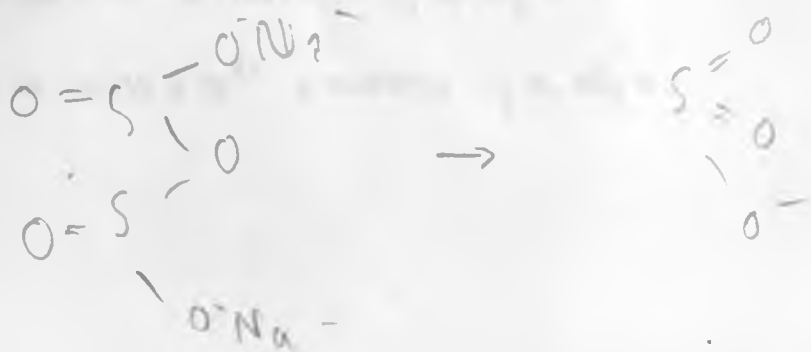 O⁻Na⁻
O = S
O
O = S
O⁻Na -
→
S = O
= O
O⁻